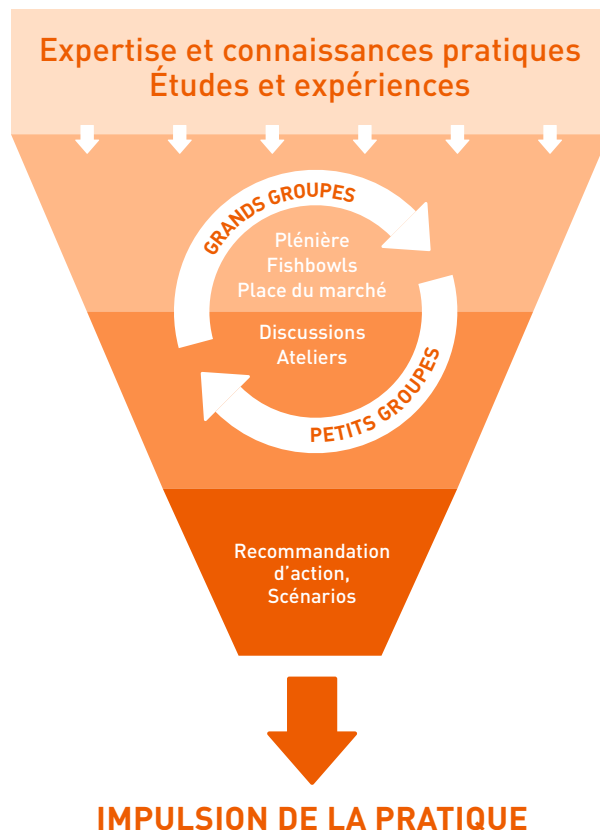 Expertise et connaissances pratiques
Études et expériences
GRANDS GROUPES
Plénière
Fishbowls
Place du marché
Discussions
Ateliers
PETITS GROUPES
Recommandation
d'action,
Scénarios
IMPULSION DE LA PRATIQUE